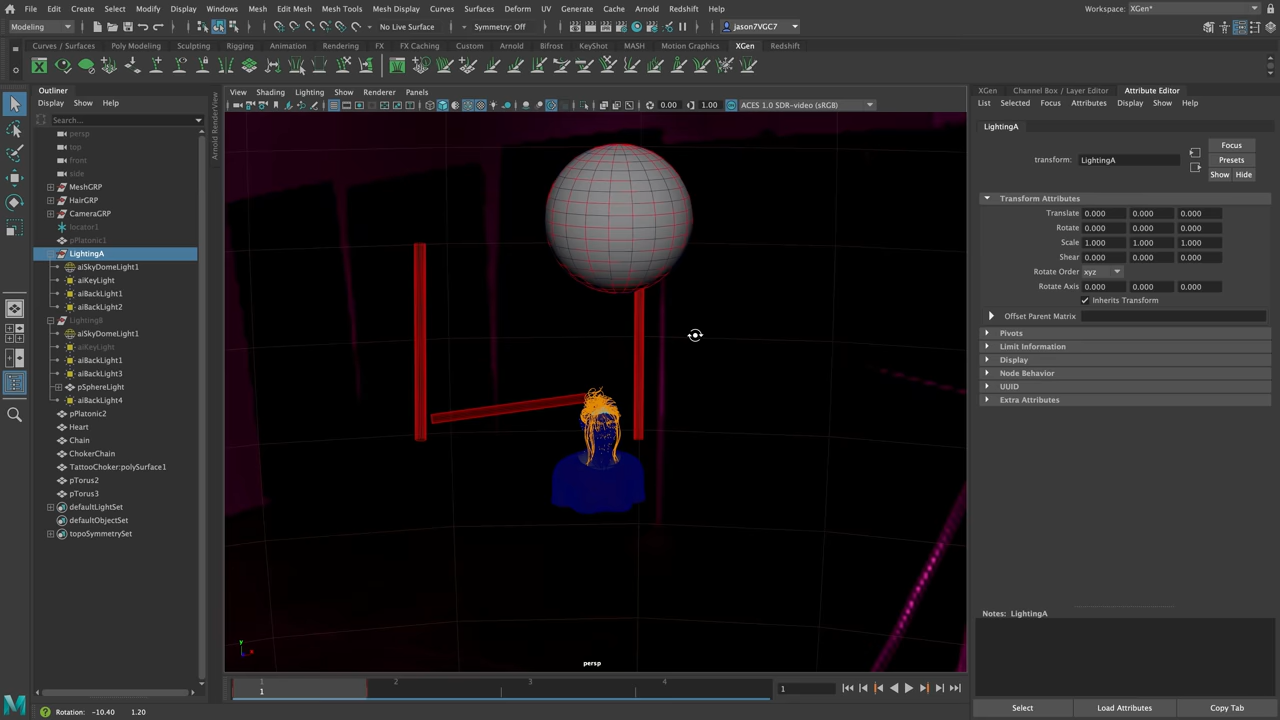 File Edit Create Select Modify Display Windows Mesh Edit Mesh Mesh Tools Mesh Display Curves Surfaces Deform UV Generate Cache Arnold Redshift Help
Workspace: XGen*
Modeling
No Live Surface
Symmetry: Off
jason7VGC7
Curves / Surfaces Poly Modeling Sculpting Rigging Animation Rendering FX FX Caching Custom Arnold Bifrost KeyShot MASH Motion Graphics XGen Redshift
Outliner
Display Show Help
Search...
persp
top
front
side
MeshGRP
HairGRP
CameraGRP
locator1
pPlatonic1
LightingA
aiSkyDomeLight1
aiKeyLight
aiBackLight1
aiBackLight2
LightingB
aiSkyDomeLight1
aiKeyLight
aiBackLight1
aiBackLight3
pSphereLight
aiBackLight4
pPlatonic2
Heart
Chain
ChokerChain
TattooChoker:polySurface1
pTorus2
pTorus3
defaultLightSet
defaultObjectSet
topoSymmetrySet
Arnold RenderView
View Shading Lighting Show Renderer Panels
0.00 1.00 ACES 1.0 SDR-video (sRGB)
persp
y
XGen Channel Box / Layer Editor Attribute Editor
List Selected Focus Attributes Display Show Help
LightingA
transform: LightingA
Focus
Presets
Show Hide
Transform Attributes
Translate 0.000 0.000 0.000
Rotate 0.000 0.000 0.000
Scale 1.000 1.000 1.000
Shear 0.000 0.000 0.000
Rotate Order xyz
Rotate Axis 0.000 0.000 0.000
Inherits Transform
Offset Parent Matrix
Pivots
Limit Information
Display
Node Behavior
UUID
Extra Attributes
Notes: LightingA
Select Load Attributes Copy Tab
1 2 3 4
1
1
Rotation: -10.40 1.20